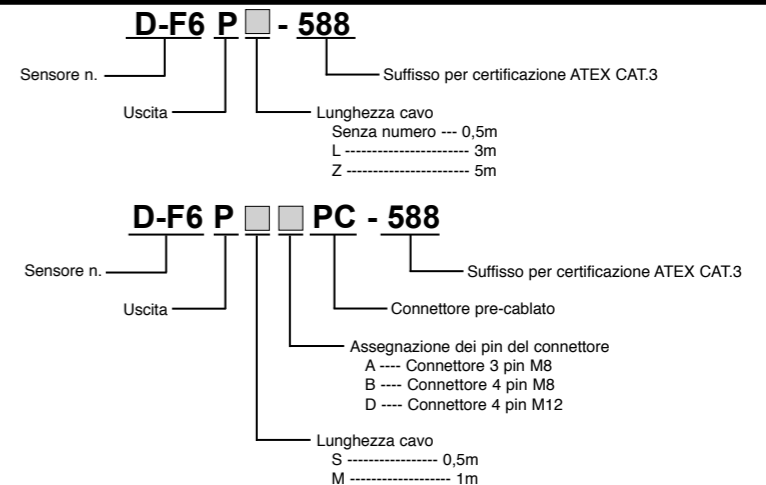 D-F6 P - 588
Sensore n.
Suffisso per certificazione ATEX CAT.3
Uscita
Lunghezza cavo
Senza numero --- 0,5m
L ----------------------- 3m
Z ----------------------- 5m
D-F6 P PC - 588
Sensore n.
Suffisso per certificazione ATEX CAT.3
Uscita
Connettore pre-cablato
Assegnazione dei pin del connettore
A ---- Connettore 3 pin M8
B ---- Connettore 4 pin M8
D ---- Connettore 4 pin M12
Lunghezza cavo
S ----------------- 0,5m
M ------------------- 1m